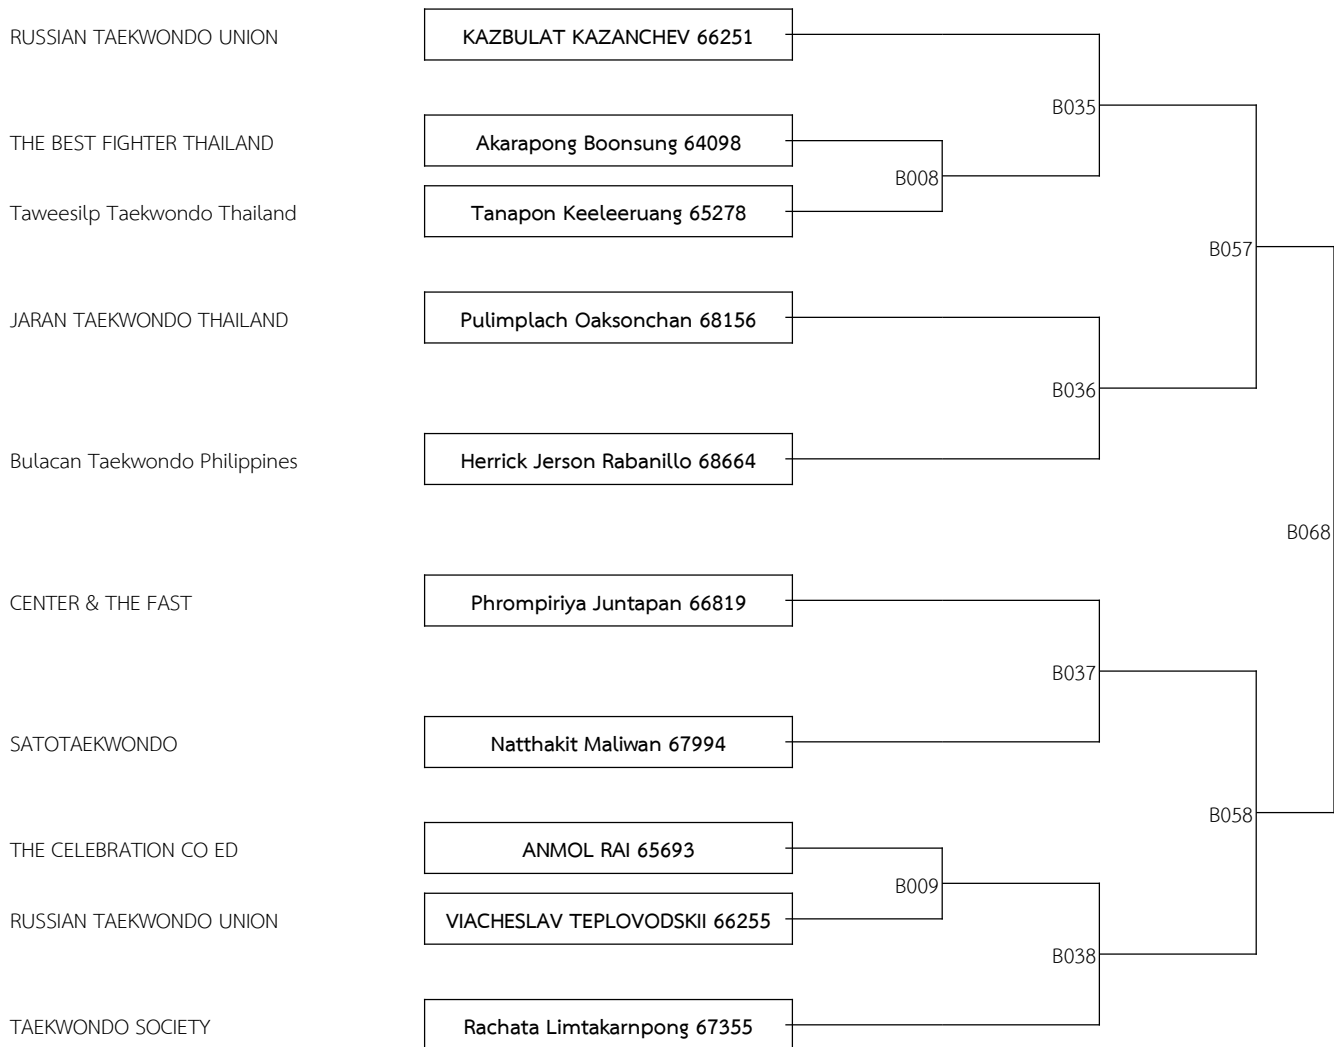 RUSSIAN TAEKWONDO UNION
KAZBULAT KAZANCHEV 66251
B035
THE BEST FIGHTER THAILAND
Akarapong Boonsung 64098
B008
Taweesilp Taekwondo Thailand
Tanapon Keeleeruang 65278
B057
JARAN TAEKWONDO THAILAND
Pulimplach Oaksonchan 68156
B036
Bulacan Taekwondo Philippines
Herrick Jerson Rabanillo 68664
B068
CENTER & THE FAST
Phrompiriya Juntapan 66819
B037
SATOTAEKWONDO
Natthakit Maliwan 67994
B058
THE CELEBRATION CO ED
ANMOL RAI 65693
B009
RUSSIAN TAEKWONDO UNION
VIACHESLAV TEPLOVODSKII 66255
B038
TAEKWONDO SOCIETY
Rachata Limtakarnpong 67355